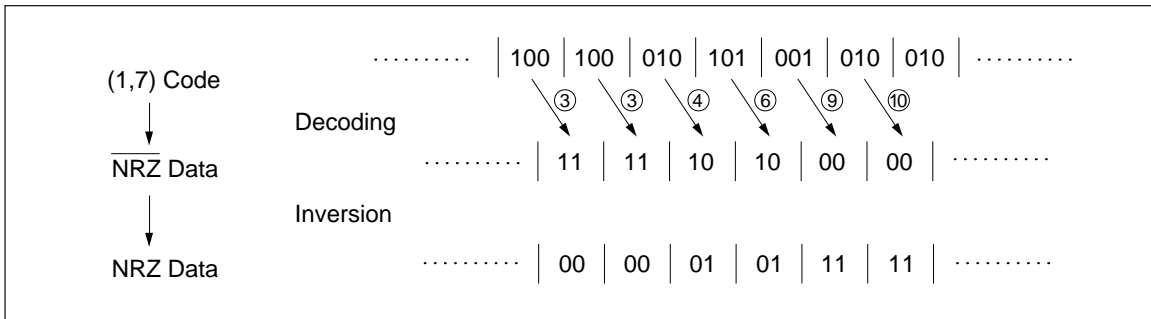 ·········· | 100 | 100 | 010 | 101 | 001 | 010 | 010 | ··········
(1,7) Code
③ ③ ④ ⑥ ⑨ ⑩
Decoding
N̅R̅Z̅ Data
·········· | 11 | 11 | 10 | 10 | 00 | 00 | ··········
Inversion
NRZ Data
·········· | 00 | 00 | 01 | 01 | 11 | 11 | ··········